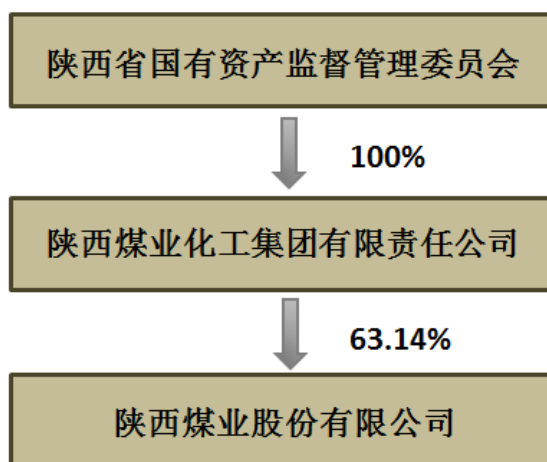 陕西省国有资产监督管理委员会
100%
陕西煤业化工集团有限责任公司
63.14%
陕西煤业股份有限公司